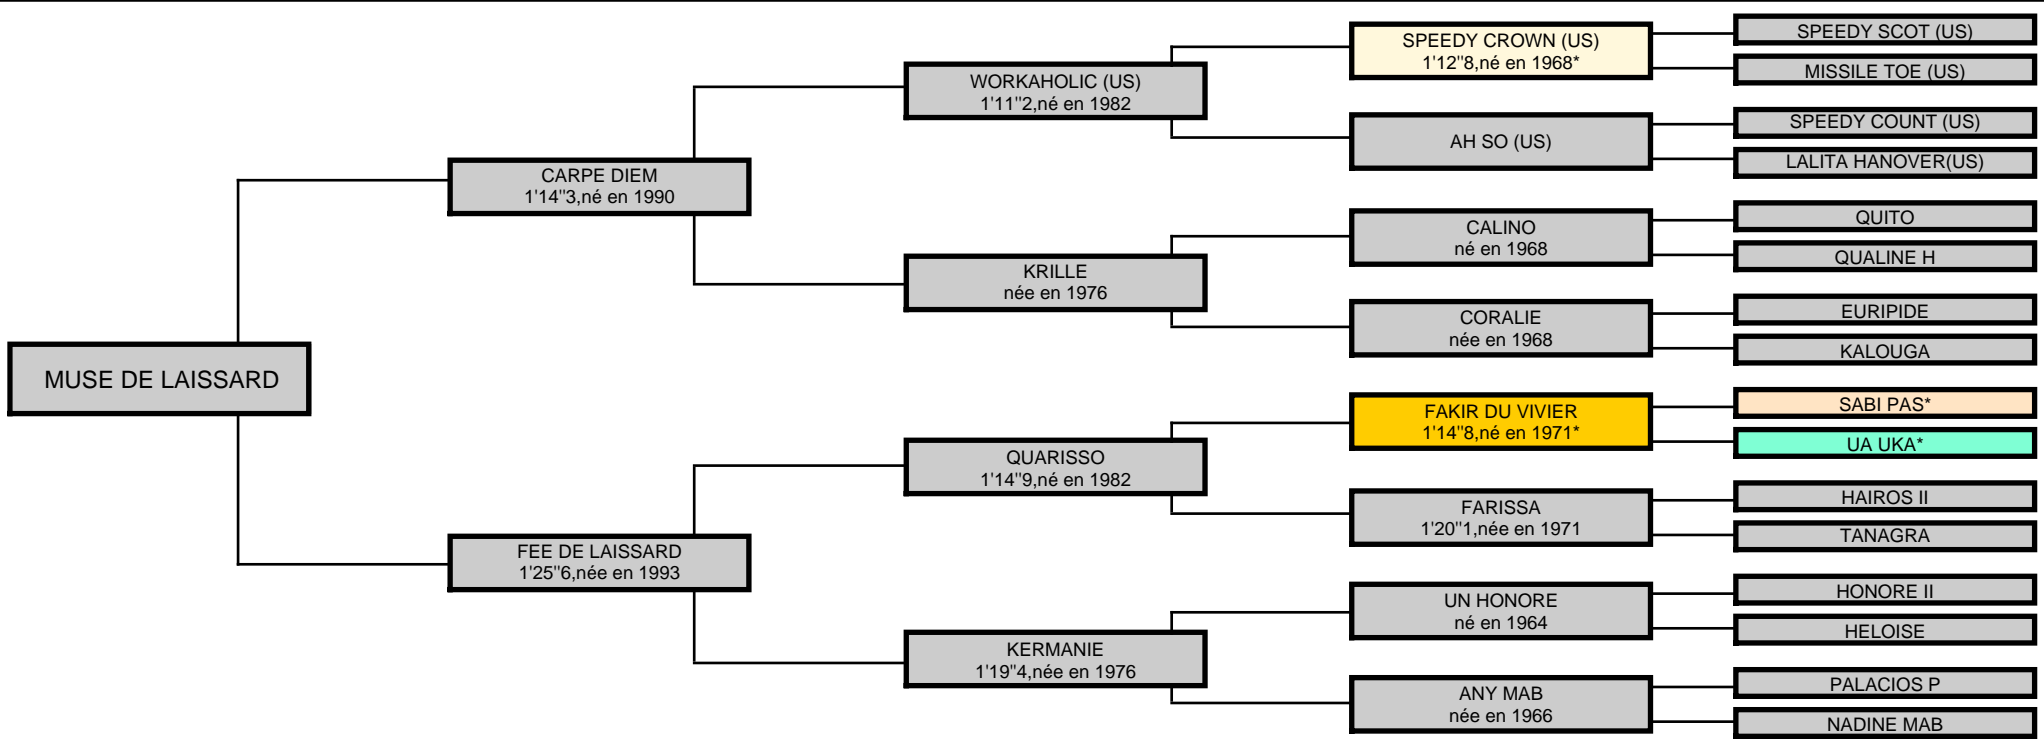 MUSE DE LAISSARD
CARPE DIEM
1'14"3,né en 1990
FEE DE LAISSARD
1'25"6,née en 1993
WORKAHOLIC (US)
1'11"2,né en 1982
KRILLE
née en 1976
QUARISSO
1'14"9,né en 1982
KERMANIE
1'19"4,née en 1976
SPEEDY CROWN (US)
1'12"8,né en 1968*
AH SO (US)
CALINO
né en 1968
CORALIE
née en 1968
FAKIR DU VIVIER
1'14"8,né en 1971*
FARISSA
1'20"1,née en 1971
UN HONORE
né en 1964
ANY MAB
née en 1966
SPEEDY SCOT (US)
MISSILE TOE (US)
SPEEDY COUNT (US)
LALITA HANOVER(US)
QUITO
QUALINE H
EURIPIDE
KALOUGA
SABI PAS*
UA UKA*
HAIROS II
TANAGRA
HONORE II
HELOISE
PALACIOS P
NADINE MAB